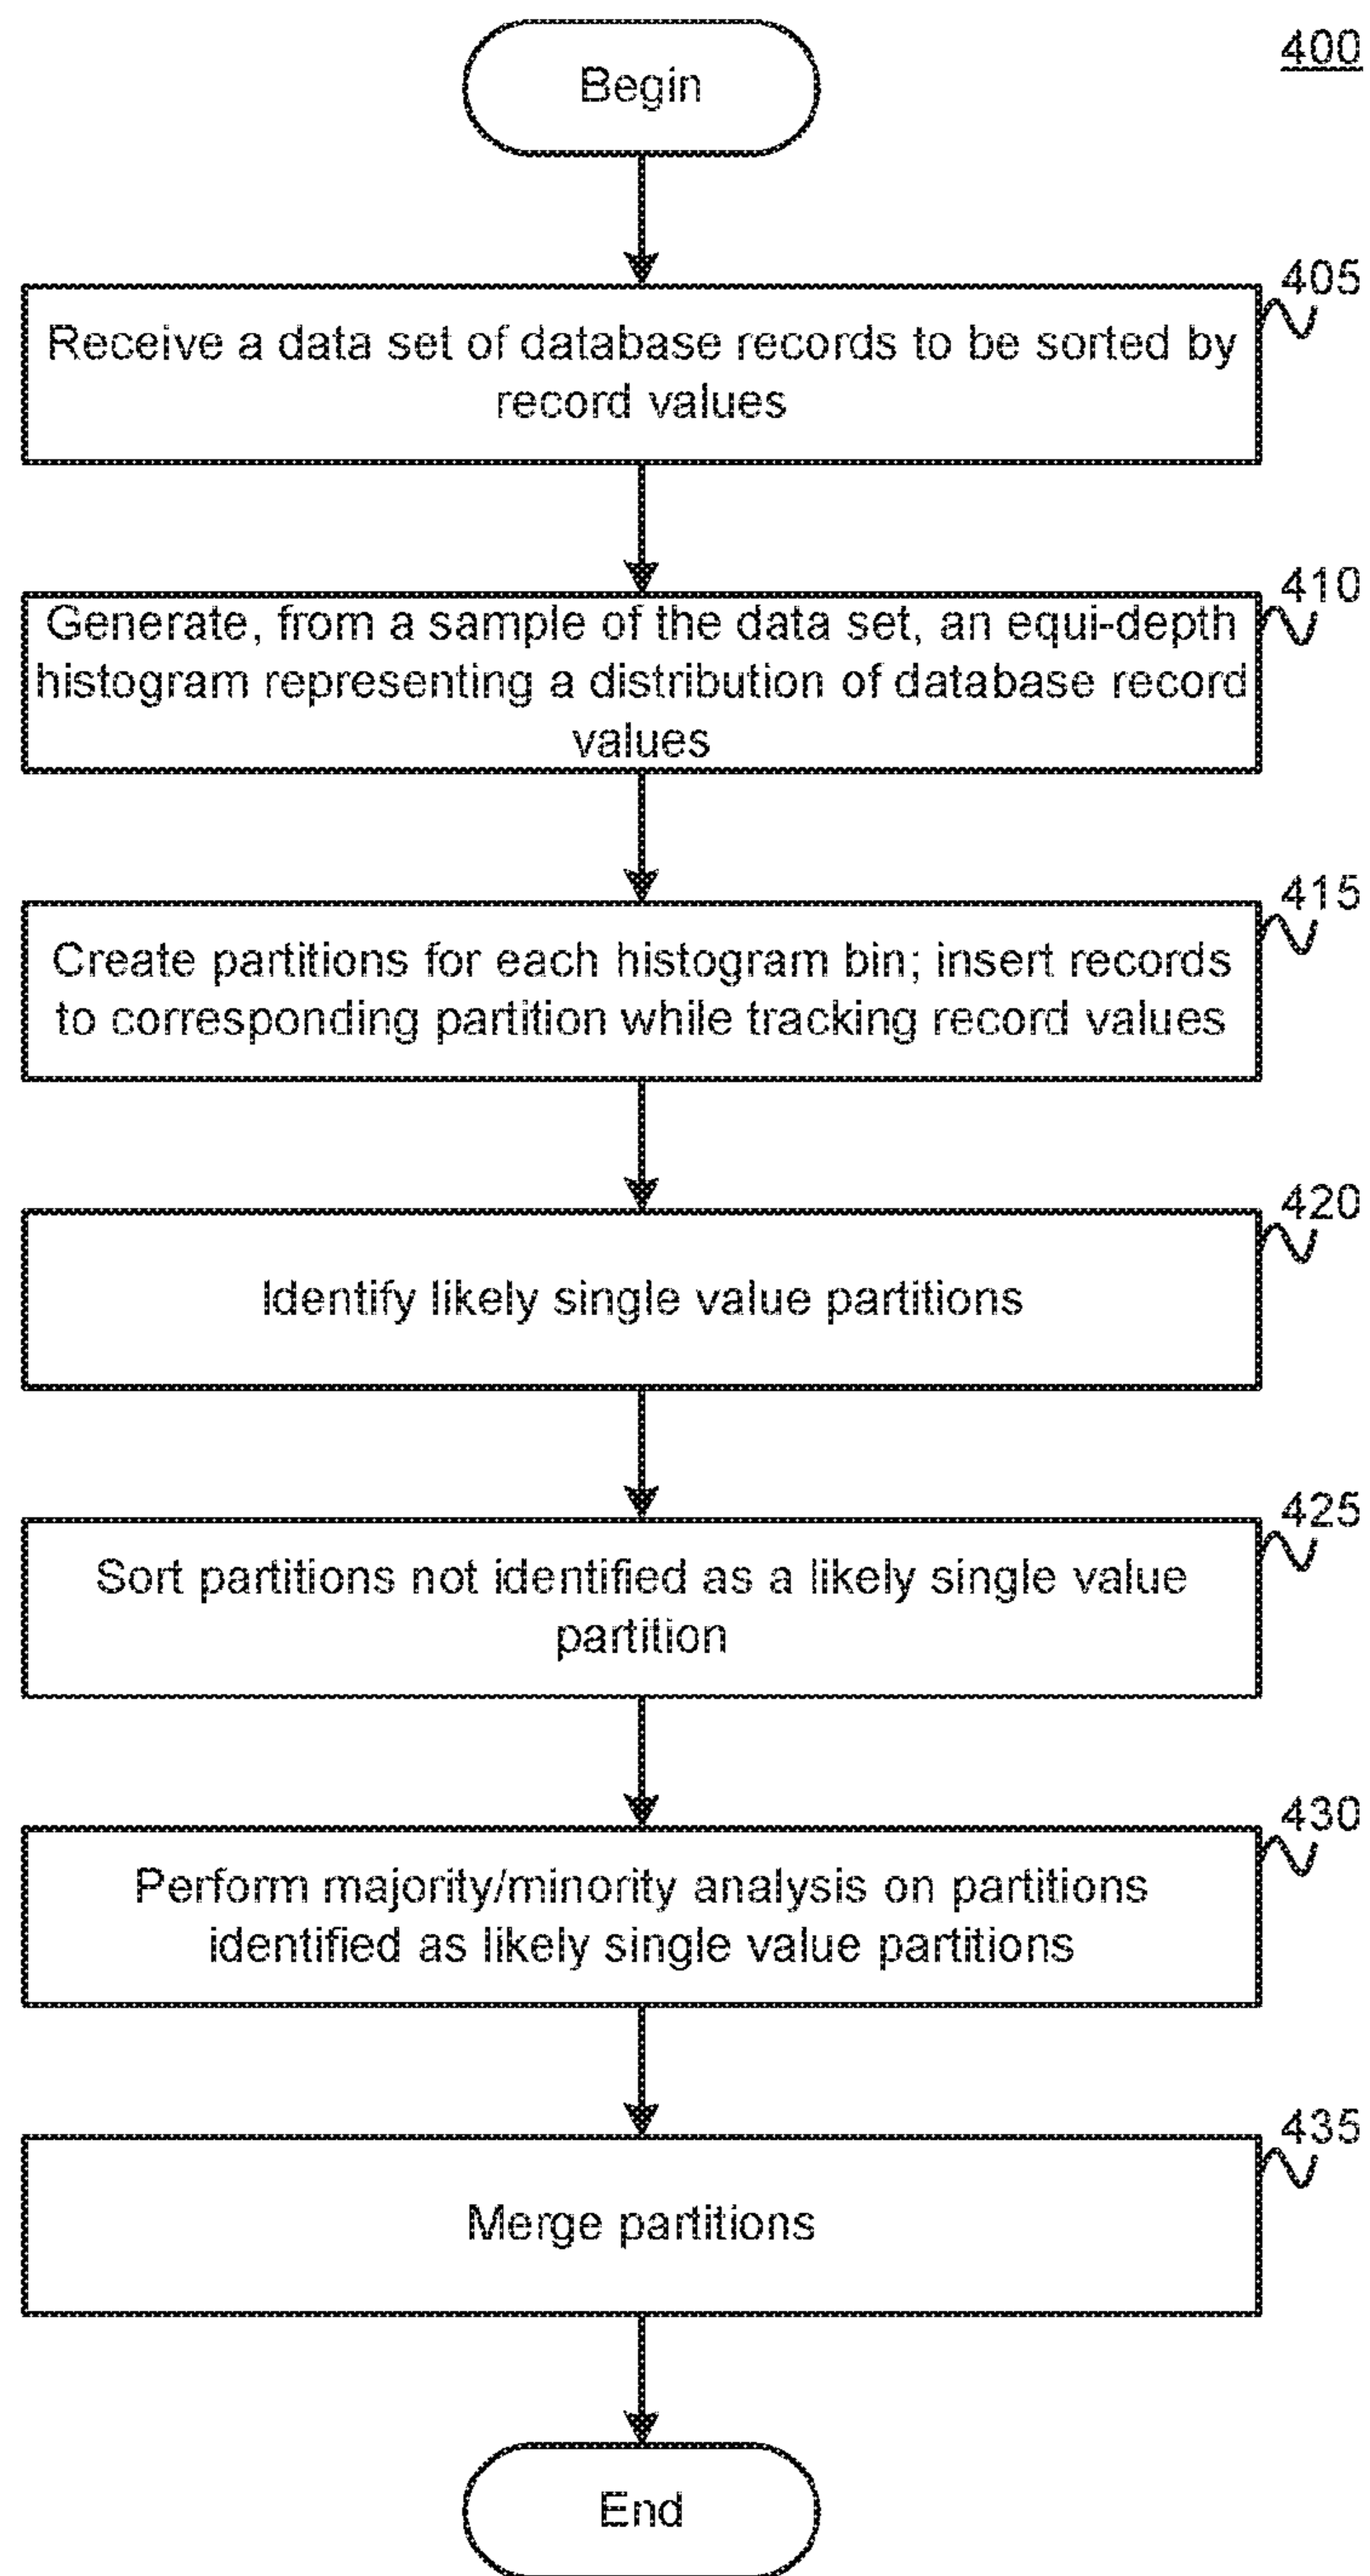 400
Begin
405
Receive a data set of database records to be sorted by
record values
410
Generate, from a sample of the data set, an equi-depth
histogram representing a distribution of database record
values
415
Create partitions for each histogram bin; insert records
to corresponding partition while tracking record values
420
Identify likely single value partitions
425
Sort partitions not identified as a likely single value
partition
430
Perform majority/minority analysis on partitions
identified as likely single value partitions
435
Merge partitions
End